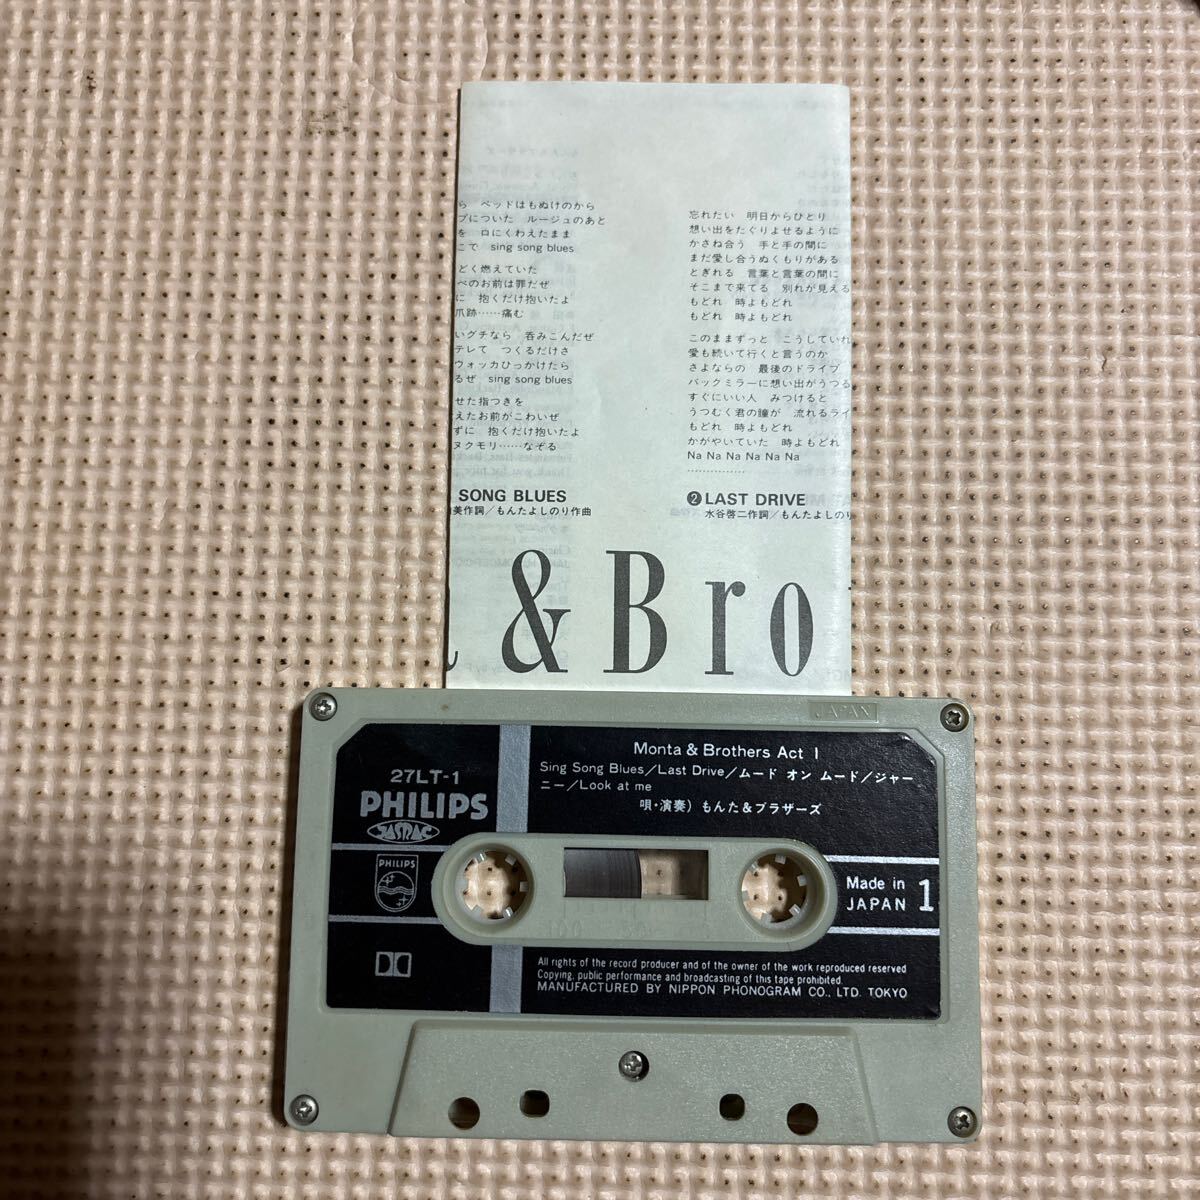 ら ベッドはもぬけのから
プについた ルージュのあと
を 口にくわえたまま
こで sing song blues
どく燃えていた
べのお前は罪だぜ
に 抱くだけ抱いたよ
爪跡……痛む
いグチなら 呑みこんだぜ
テレて つくるだけさ
ウォッカひっかけたら
るぜ sing song blues
せた指つきを
えたお前がこわいぜ
ずに 抱くだけ抱いたよ
ヌクモリ……なぞる
SONG BLUES
美作詞/もんたよしのり作曲
忘れたい 明日からひとり
想い出をたぐりよせるように
かさね合う 手と手の間に
まだ愛し合うぬくもりがある
とぎれる 言葉と言葉の間に
そこまで来てる 別れが見える
もどれ 時よもどれ
もどれ 時よもどれ
このままずっと こうしていれ
愛も続いて行くと言うのか
さよならの 最後のドライブ
バックミラーに想い出がうつる
すぐにいい人 みつけると
うつむく君の瞳が 流れるライ
もどれ 時よもどれ
かがやいていた 時よもどれ
Na Na Na Na Na Na
……………
❷LAST DRIVE
水谷啓二作詞/もんたよしのり
& Bro
JAPAN
27LT-1
PHILIPS
JASRAC
PHILIPS
Monta & Brothers Act I
Sing Song Blues/Last Drive/ムード オン ムード/ジャー
ニー/Look at me
唄・演奏) もんた&ブラザーズ
Made in
JAPAN 1
All rights of the record producer and of the owner of the work reproduced reserved
Copying, public performance and broadcasting of this tape prohibited.
MANUFACTURED BY NIPPON PHONOGRAM CO., LTD. TOKYO